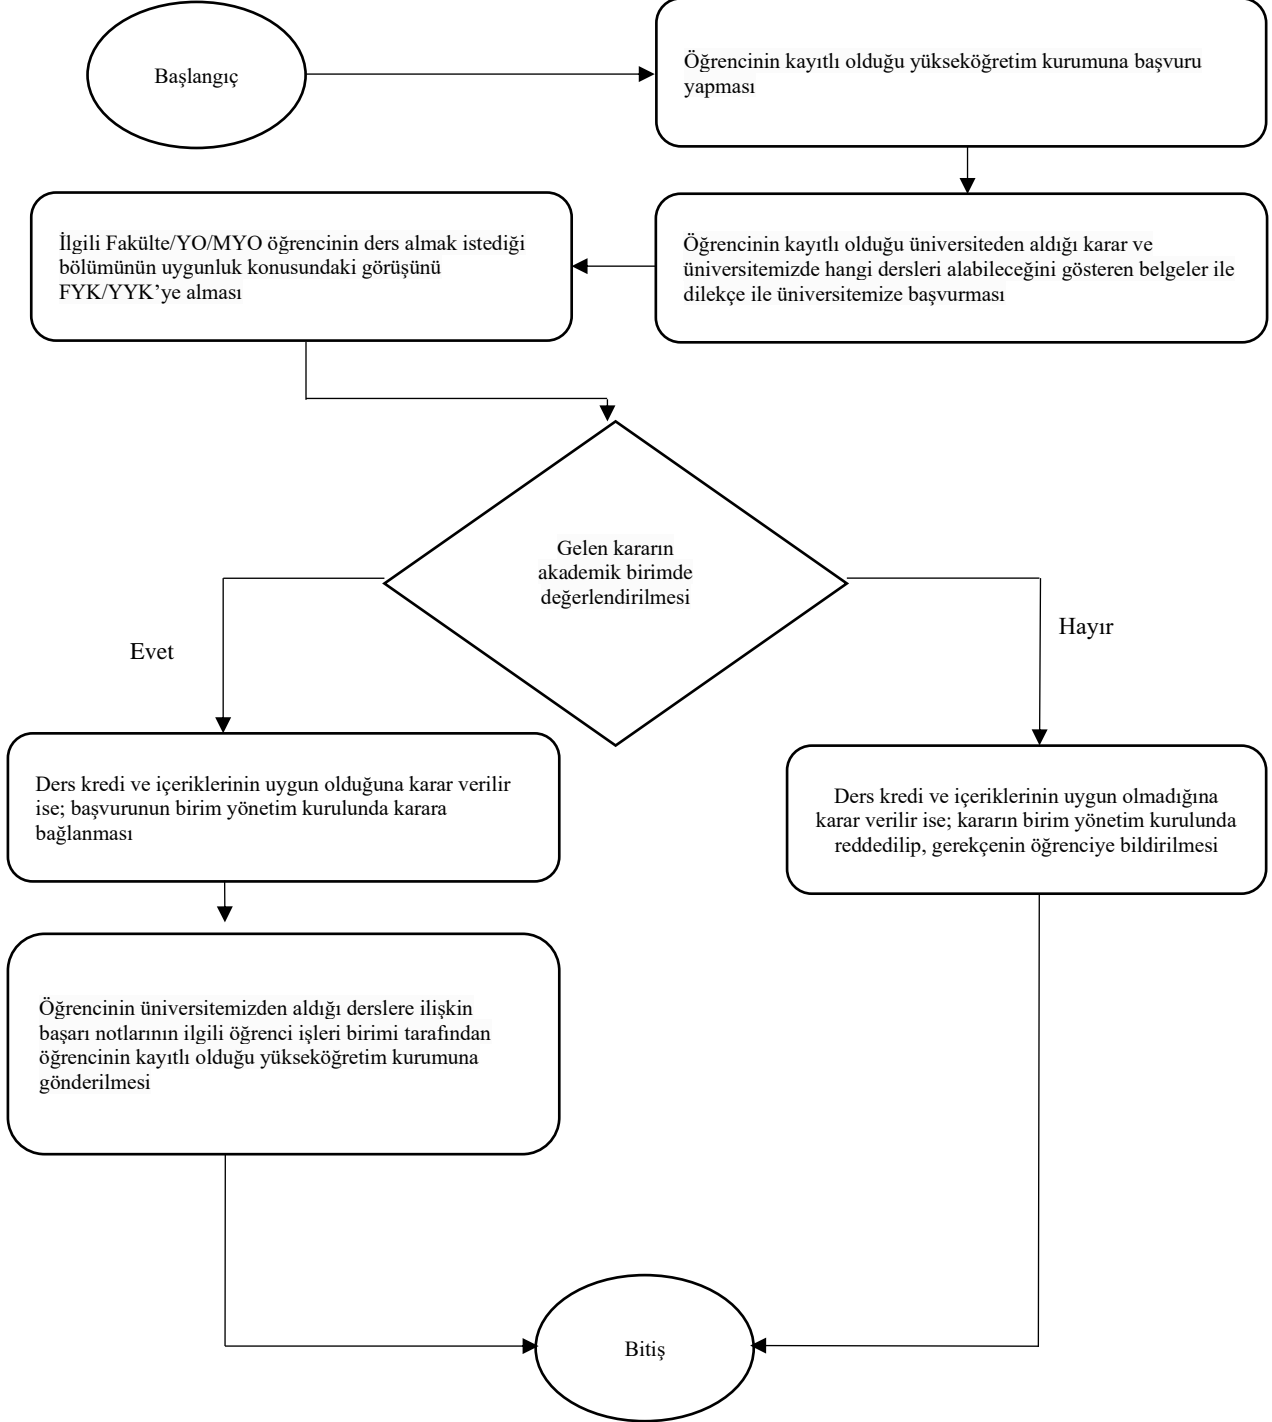 Başlangıç
Öğrencinin kayıtlı olduğu yükseköğretim kurumuna başvuru
yapması
Öğrencinin kayıtlı olduğu üniversiteden aldığı karar ve
üniversitemizde hangi dersleri alabileceğini gösteren belgeler ile
dilekçe ile üniversitemize başvurması
İlgili Fakülte/YO/MYO öğrencinin ders almak istediği
bölümünün uygunluk konusundaki görüşünü
FYK/YYK’ye alması
Gelen kararın
akademik birimde
değerlendirilmesi
Evet
Hayır
Ders kredi ve içeriklerinin uygun olduğuna karar verilir
ise; başvurunun birim yönetim kurulunda karara
bağlanması
Ders kredi ve içeriklerinin uygun olmadığına
karar verilir ise; kararın birim yönetim kurulunda
reddedilip, gerekçenin öğrenciye bildirilmesi
Öğrencinin üniversitemizden aldığı derslere ilişkin
başarı notlarının ilgili öğrenci işleri birimi tarafından
öğrencinin kayıtlı olduğu yükseköğretim kurumuna
gönderilmesi
Bitiş